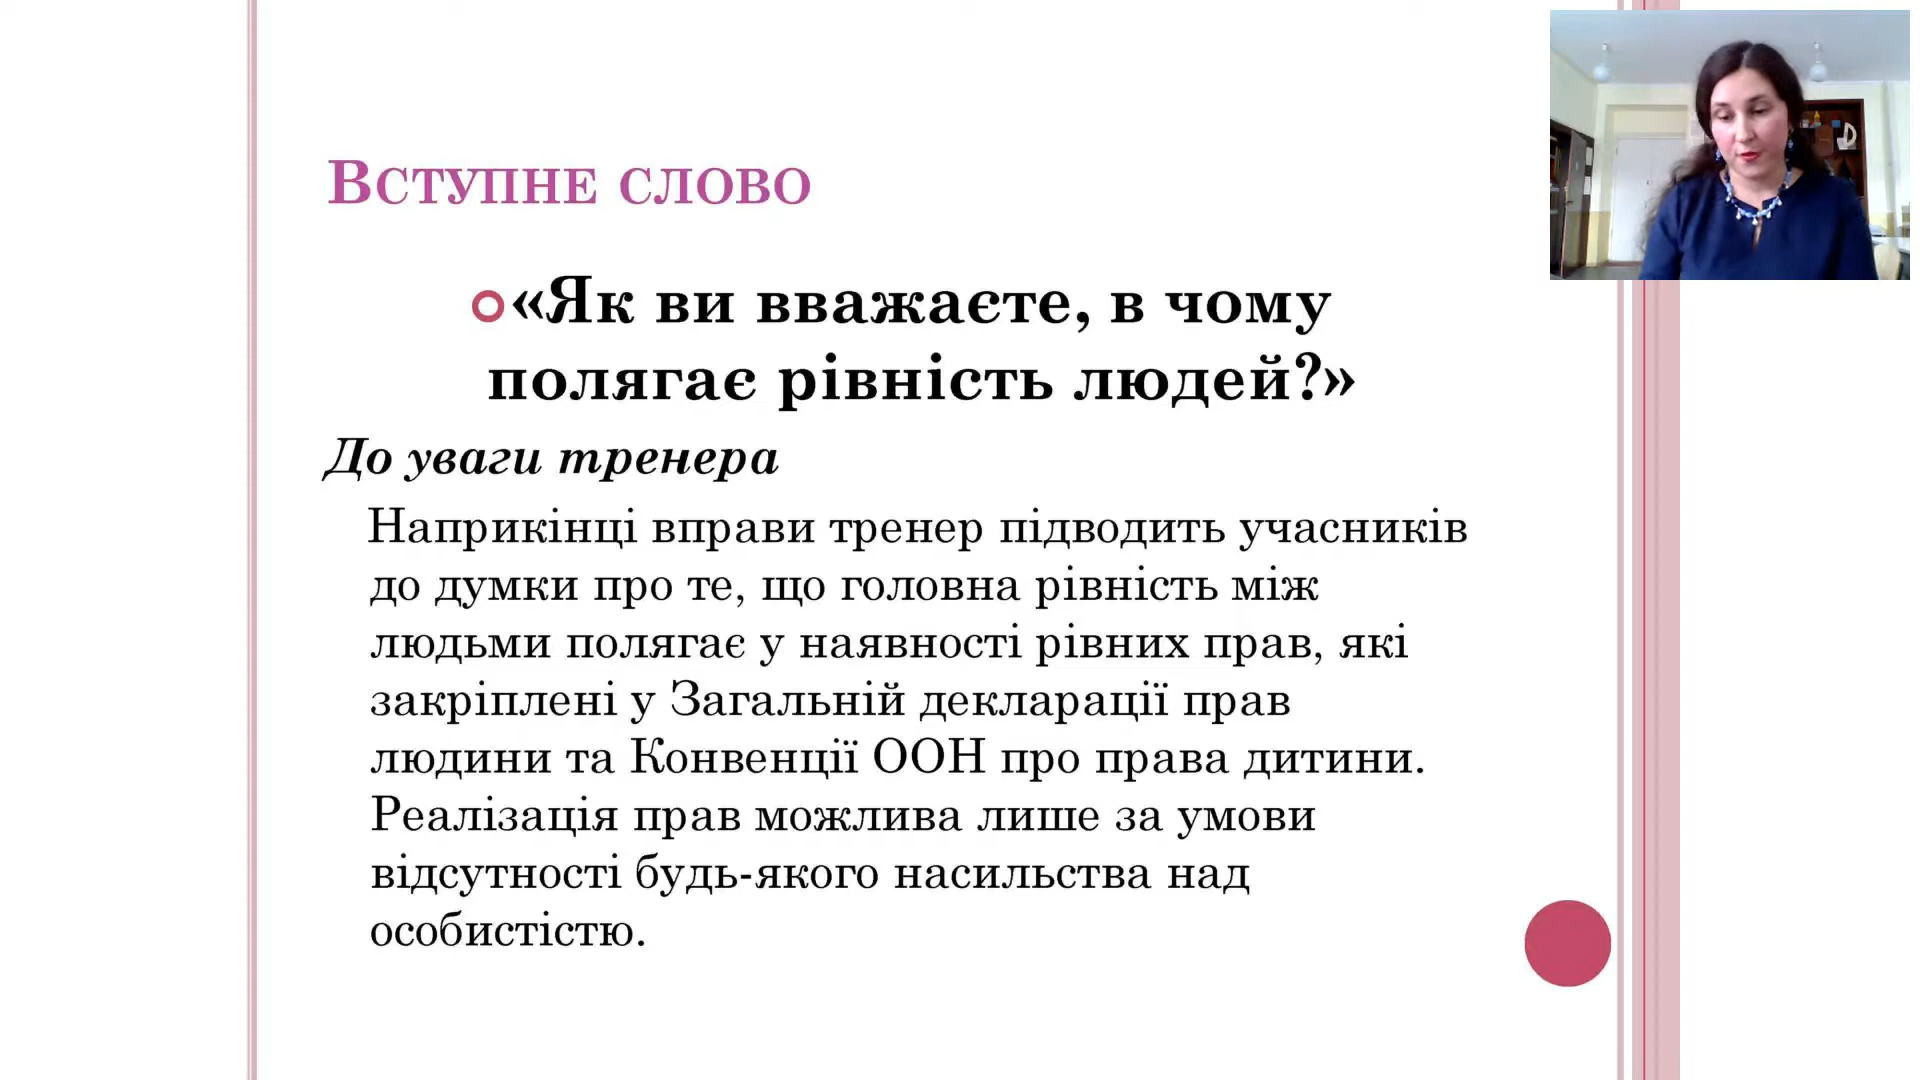 Вступне слово
«Як ви вважаєте, в чому
полягає рівність людей?»
До уваги тренера
Наприкінці вправи тренер підводить учасників
до думки про те, що головна рівність між
людьми полягає у наявності рівних прав, які
закріплені у Загальній декларації прав
людини та Конвенції ООН про права дитини.
Реалізація прав можлива лише за умови
відсутності будь-якого насильства над
особистістю.